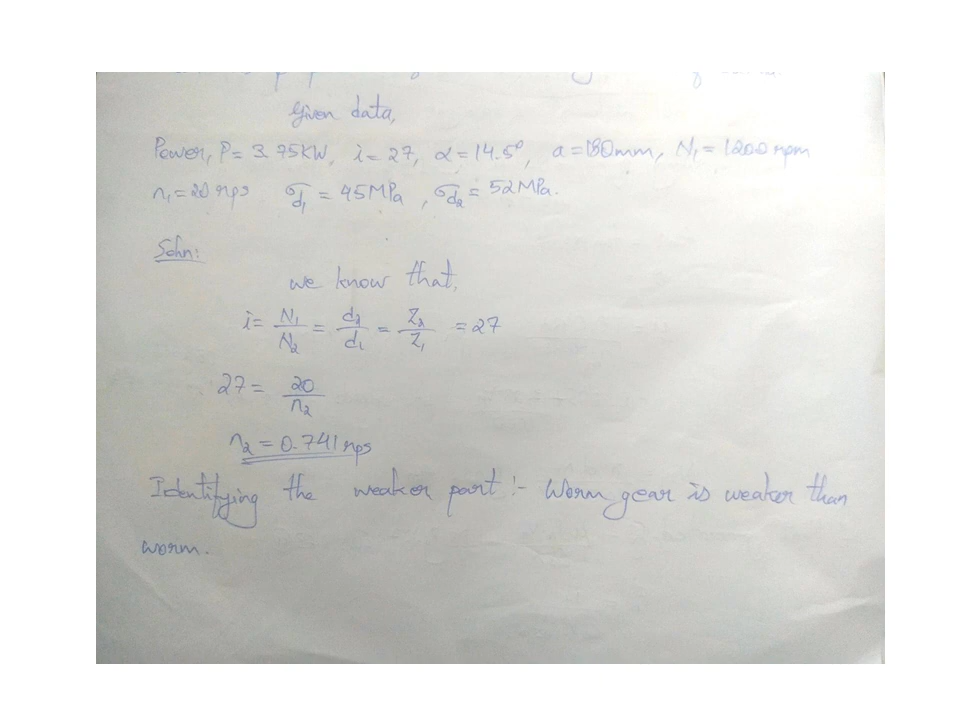 Given data,
Power, P = 3.75KW, i = 27, α = 14.5°, a = 180mm, N₁ = 1200 rpm
n₁ = 20 rps σd₁ = 45MPa , σd₂ = 52MPa.
Soln:
we know that,
i = N₁/N₂ = d₂/d₁ = Z₂/Z₁ = 27
27 = 20/n₂
n₂ = 0.741 rps
Identifying the weaker part :- Worm gear is weaker than
worm.